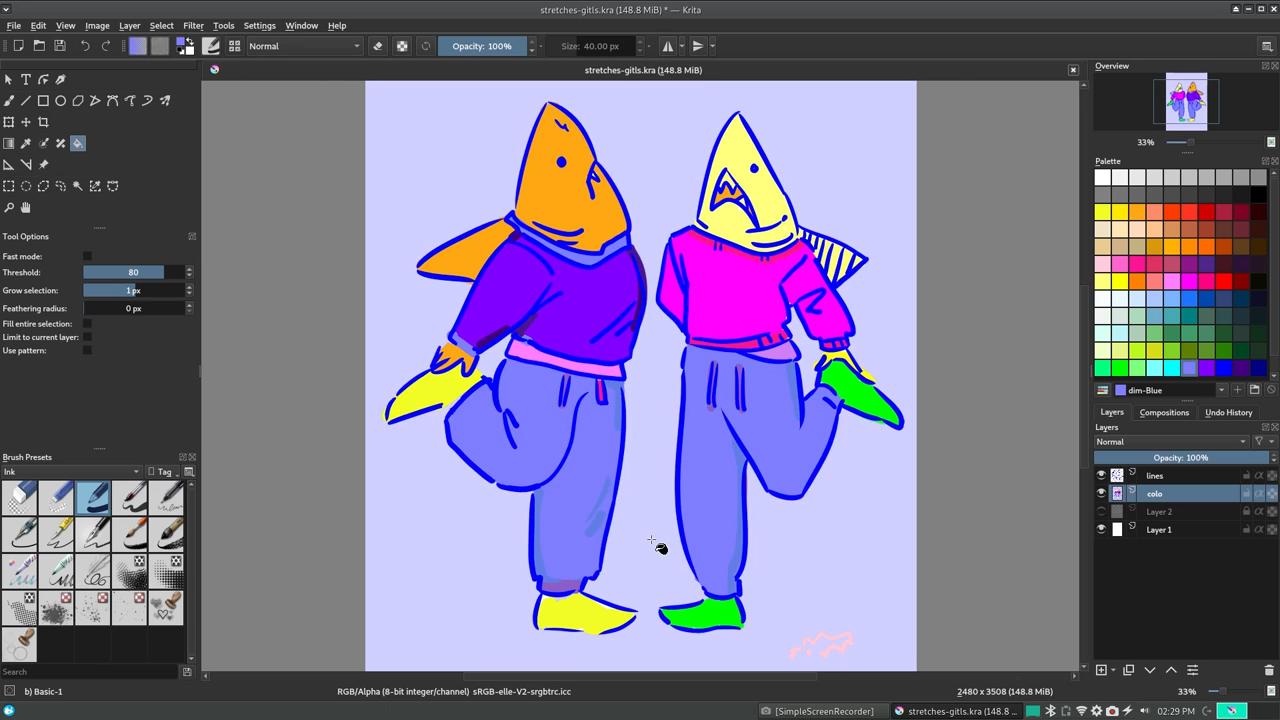 stretches-gitls.kra (148.8 MiB) * — Krita
File Edit View Image Layer Select Filter Tools Settings Window Help
Normal Opacity: 100% Size: 40.00 px
stretches-gitls.kra (148.8 MiB)
Overview
33%
Palette
Tool Options
Fast mode:
Threshold: 80
Grow selection: 1 px
Feathering radius: 0 px
Fill entire selection:
Limit to current layer:
Use pattern:
dim-Blue
Layers Compositions Undo History
Layers
Normal
Opacity: 100%
lines
colo
Layer 2
Layer 1
Brush Presets
Ink Tag
Search
b) Basic-1 RGB/Alpha (8-bit integer/channel) sRGB-elle-V2-srgbtrc.icc 2480 x 3508 (148.8 MiB) 33%
[SimpleScreenRecorder] stretches-gitls.kra (148.8 ... 02:29 PM